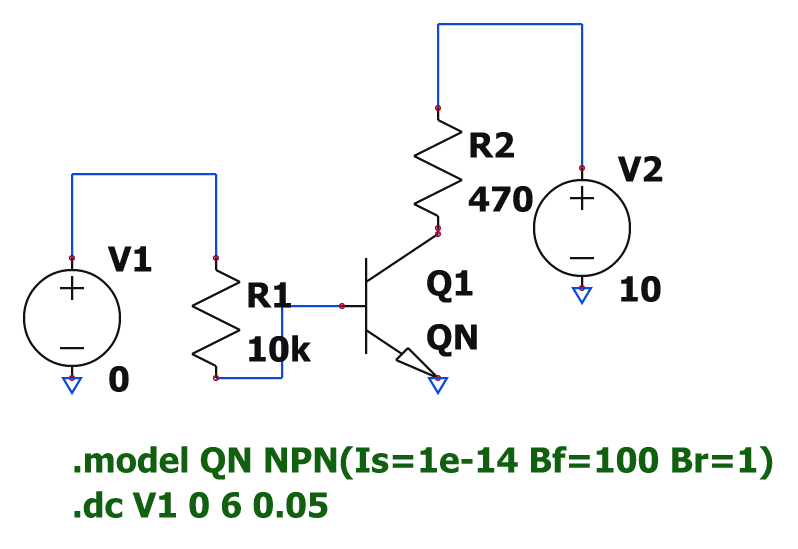 V1
0
R1
10k
R2
470
Q1
QN
V2
10
.model QN NPN(Is=1e-14 Bf=100 Br=1)
.dc V1 0 6 0.05